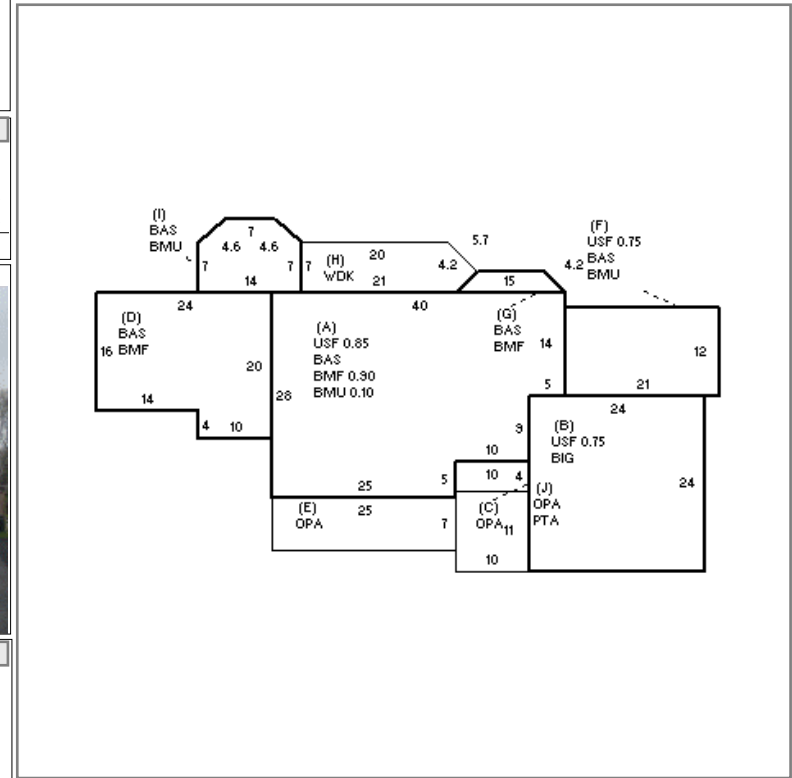 (I)
BAS
BMU
7
4.6 4.6
7 7
14
7
(H)
WDK
20
21
4.2
5.7
15
4.2
(F)
USF 0.75
BAS
BMU
12
21
24
(D)
BAS
BMF
16
14
4 10
20
40
(A)
USF 0.85
BAS
BMF 0.90
BMU 0.10
28
(G)
BAS
BMF
14
5
9
10
5
25
24
(B)
USF 0.75
BIG
24
10 4
(J)
OPA
PTA
(E)
OPA
25
7
(C)
OPA
11
10